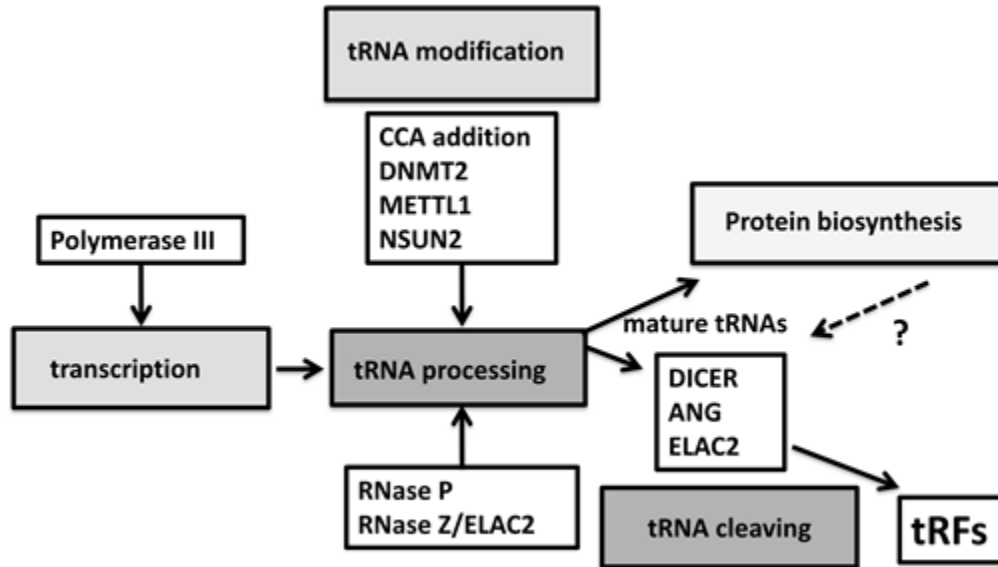 tRNA modification
CCA addition
DNMT2
METTL1
NSUN2
Polymerase III
Protein biosynthesis
transcription
tRNA processing
mature tRNAs
?
DICER
ANG
ELAC2
RNase P
RNase Z/ELAC2
tRNA cleaving
tRFs